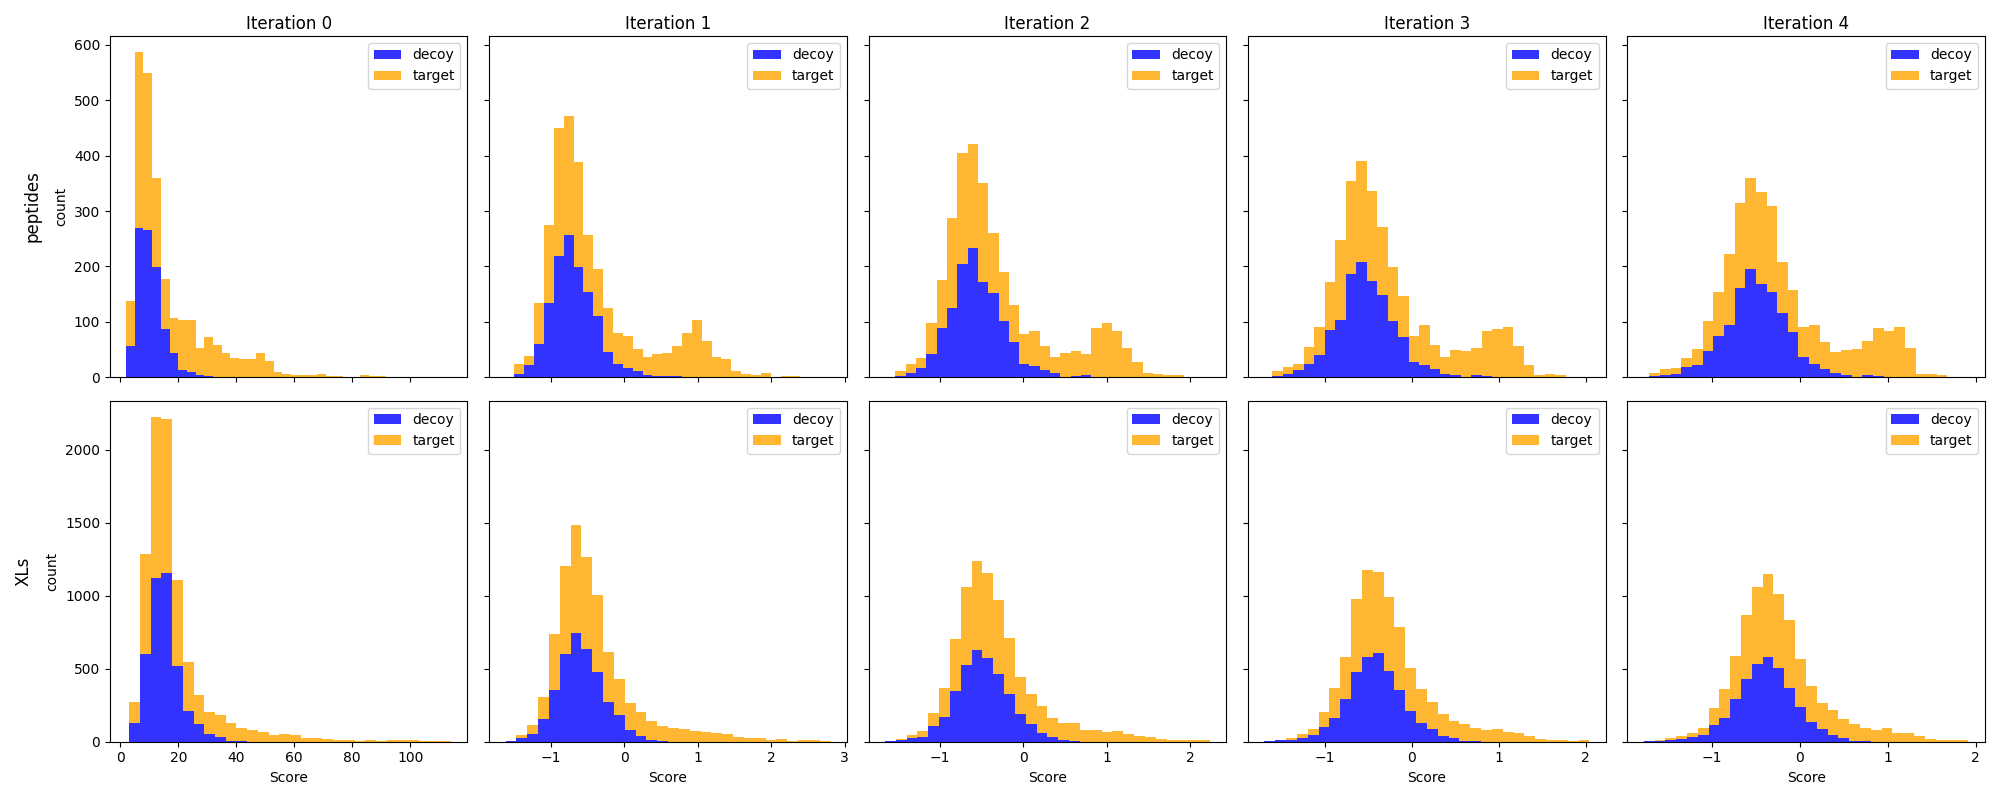 Iteration 0
Iteration 1
Iteration 2
Iteration 3
Iteration 4
peptides
count
600
500
400
300
200
100
0
decoy
target
decoy
target
decoy
target
decoy
target
decoy
target
XLs
count
2000
1500
1000
500
0
decoy
target
decoy
target
decoy
target
decoy
target
decoy
target
0 20 40 60 80 100
Score
−1 0 1 2 3
Score
−1 0 1 2
Score
−1 0 1 2
Score
−1 0 1 2
Score